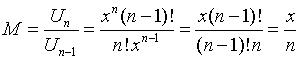 M = U_n / U_{n-1} = x^n (n-1)! / n! x^{n-1} = x(n-1)! / (n-1)! n = x / n